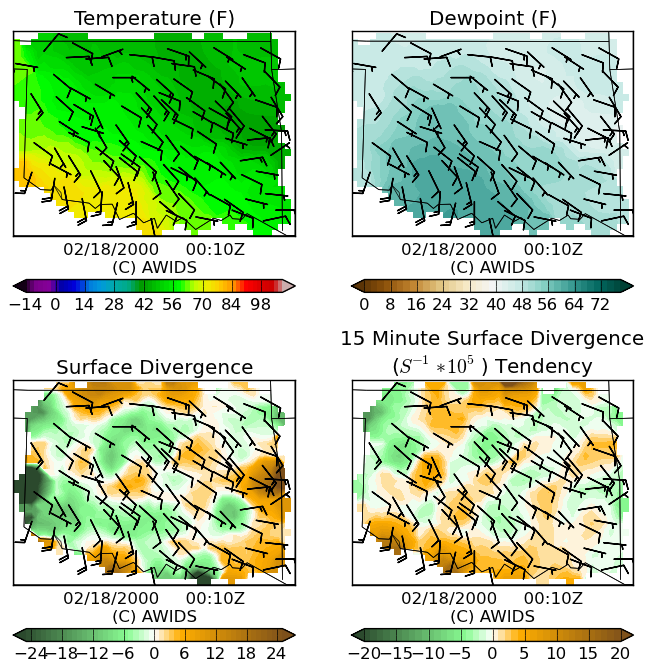 Temperature (F)
Dewpoint (F)
02/18/2000 00:10Z
(C) AWIDS
02/18/2000 00:10Z
(C) AWIDS
−14 0 14 28 42 56 70 84 98
0 8 16 24 32 40 48 56 64 72
Surface Divergence
15 Minute Surface Divergence
(S⁻¹ *10⁵ ) Tendency
02/18/2000 00:10Z
(C) AWIDS
02/18/2000 00:10Z
(C) AWIDS
−24 −18 −12 −6 0 6 12 18 24
−20 −15 −10 −5 0 5 10 15 20